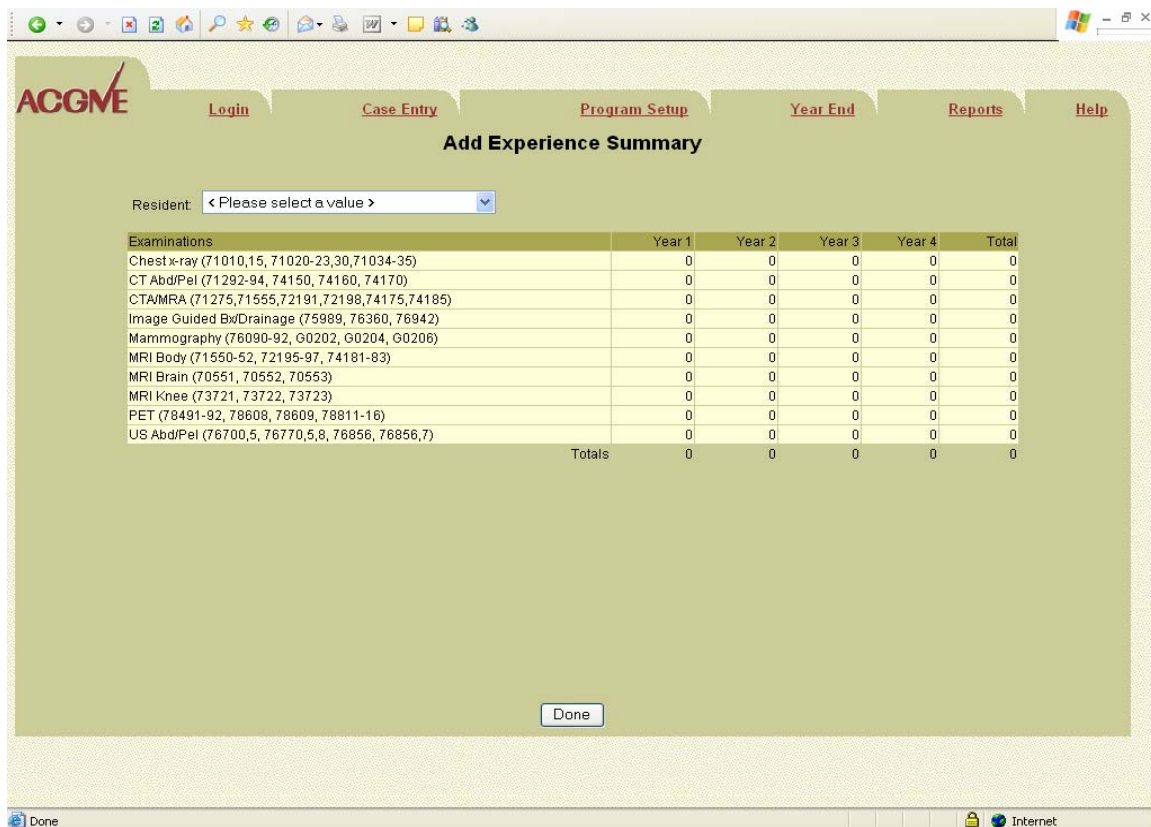 ACGME
Login Case Entry Program Setup Year End Reports Help
Add Experience Summary
Resident: < Please select a value >
Examinations Year 1 Year 2 Year 3 Year 4 Total
Chest x-ray (71010,15, 71020-23,30,71034-35) 0 0 0 0 0
CT Abd/Pel (71292-94, 74150, 74160, 74170) 0 0 0 0 0
CTA/MRA (71275,71555,72191,72198,74175,74185) 0 0 0 0 0
Image Guided Bx/Drainage (75989, 76360, 76942) 0 0 0 0 0
Mammography (76090-92, G0202, G0204, G0206) 0 0 0 0 0
MRI Body (71550-52, 72195-97, 74181-83) 0 0 0 0 0
MRI Brain (70551, 70552, 70553) 0 0 0 0 0
MRI Knee (73721, 73722, 73723) 0 0 0 0 0
PET (78491-92, 78608, 78609, 78811-16) 0 0 0 0 0
US Abd/Pel (76700,5, 76770,5,8, 76856, 76856,7) 0 0 0 0 0
Totals 0 0 0 0 0
Done
Done Internet